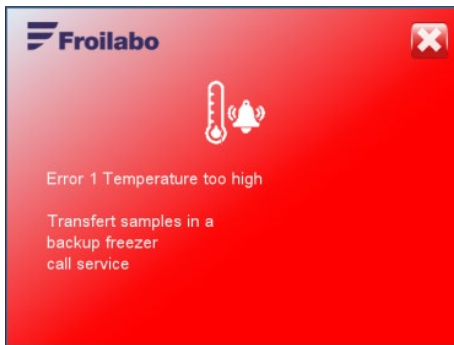 Froilabo
Error 1 Temperature too high
Transfert samples in a
backup freezer
call service